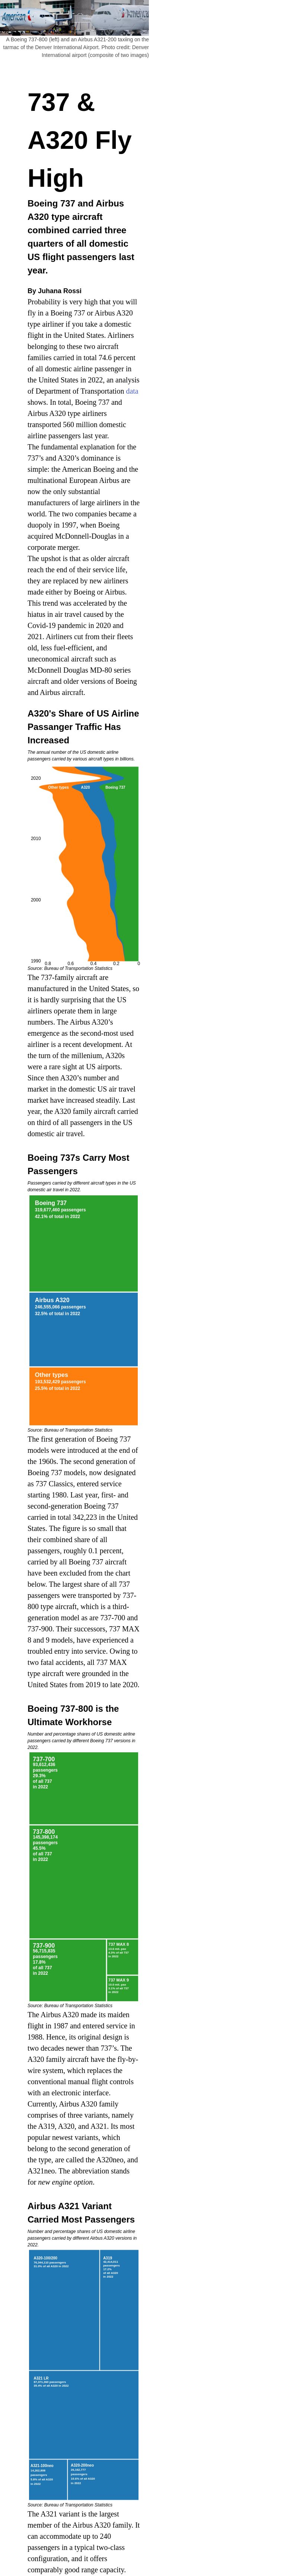 American
American
A Boeing 737-800 (left) and an Airbus A321-200 taxiing on the
tarmac of the Denver International Airport. Photo credit: Denver
International airport (composite of two images)
737 &
A320 Fly
High
Boeing 737 and Airbus
A320 type aircraft
combined carried three
quarters of all domestic
US flight passengers last
year.
By Juhana Rossi
Probability is very high that you will
fly in a Boeing 737 or Airbus A320
type airliner if you take a domestic
flight in the United States. Airliners
belonging to these two aircraft
families carried in total 74.6 percent
of all domestic airline passenger in
the United States in 2022, an analysis
of Department of Transportation data
shows. In total, Boeing 737 and
Airbus A320 type airliners
transported 560 million domestic
airline passengers last year.
The fundamental explanation for the
737's and A320's dominance is
simple: the American Boeing and the
multinational European Airbus are
now the only substantial
manufacturers of large airliners in the
world. The two companies became a
duopoly in 1997, when Boeing
acquired McDonnell-Douglas in a
corporate merger.
The upshot is that as older aircraft
reach the end of their service life,
they are replaced by new airliners
made either by Boeing or Airbus.
This trend was accelerated by the
hiatus in air travel caused by the
Covid-19 pandemic in 2020 and
2021. Airliners cut from their fleets
old, less fuel-efficient, and
uneconomical aircraft such as
McDonnell Douglas MD-80 series
aircraft and older versions of Boeing
and Airbus aircraft.
A320's Share of US Airline
Passanger Traffic Has
Increased
The annual number of the US domestic airline
passengers carried by various aircraft types in billions.
2020
Other types
A320
Boeing 737
2010
2000
1990
0.8 0.6 0.4 0.2 0
Source: Bureau of Transportation Statistics
The 737-family aircraft are
manufactured in the United States, so
it is hardly surprising that the US
airliners operate them in large
numbers. The Airbus A320's
emergence as the second-most used
airliner is a recent development. At
the turn of the millenium, A320s
were a rare sight at US airports.
Since then A320's number and
market in the domestic US air travel
market have increased steadily. Last
year, the A320 family aircraft carried
on third of all passengers in the US
domestic air travel.
Boeing 737s Carry Most
Passengers
Passengers carried by different aircraft types in the US
domestic air travel in 2022.
Boeing 737
42.1% of total in 2022
Airbus A320
32.5% of total in 2022
Other types
25.5% of total in 2022
Source: Bureau of Transportation Statistics
The first generation of Boeing 737
models were introduced at the end of
the 1960s. The second generation of
Boeing 737 models, now designated
as 737 Classics, entered service
starting 1980. Last year, first- and
second-generation Boeing 737
carried in total 342,223 in the United
States. The figure is so small that
their combined share of all
passengers, roughly 0.1 percent,
carried by all Boeing 737 aircraft
have been excluded from the chart
below. The largest share of all 737
passengers were transported by 737-
800 type aircraft, which is a third-
generation model as are 737-700 and
737-900. Their successors, 737 MAX
8 and 9 models, have experienced a
troubled entry into service. Owing to
two fatal accidents, all 737 MAX
type aircraft were grounded in the
United States from 2019 to late 2020.
Boeing 737-800 is the
Ultimate Workhorse
Number and percentage shares of US domestic airline
passengers carried by different Boeing 737 versions in
2022.
737-700
passengers
29.3%
of all 737
in 2022
737-800
145,398,174
passengers
45.5%
of all 737
in 2022
737-900
passengers
17.8%
of all 737
in 2022
737 MAX 8
in 2022
737 MAX 9
in 2022
Source: Bureau of Transportation Statistics
The Airbus A320 made its maiden
flight in 1987 and entered service in
1988. Hence, its original design is
two decades newer than 737's. The
A320 family aircraft have the fly-by-
wire system, which replaces the
conventional manual flight controls
with an electronic interface.
Currently, Airbus A320 family
comprises of three variants, namely
the A319, A320, and A321. Its most
popular newest variants, which
belong to the second generation of
the type, are called the A320neo, and
A321neo. The abbreviation stands
for new engine option.
Airbus A321 Variant
Carried Most Passengers
Number and percentage shares of US domestic airline
passengers carried by different Airbus A320 versions in
2022.
A320-100/200
A319
A321 LR
A321-200neo
A320-200neo
Source: Bureau of Transportation Statistics
The A321 variant is the largest
member of the Airbus A320 family. It
can accommodate up to 240
passengers in a typical two-class
configuration, and it offers
comparably good range capacity.